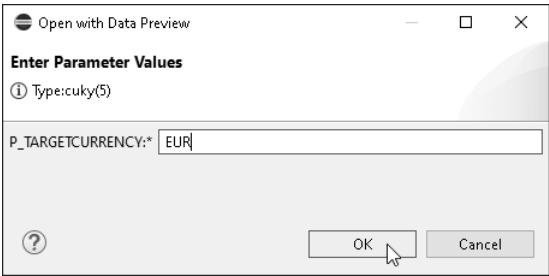 Open with Data Preview
Enter Parameter Values
Type:cuky(5)
P_TARGETCURRENCY:* EUR
? OK Cancel